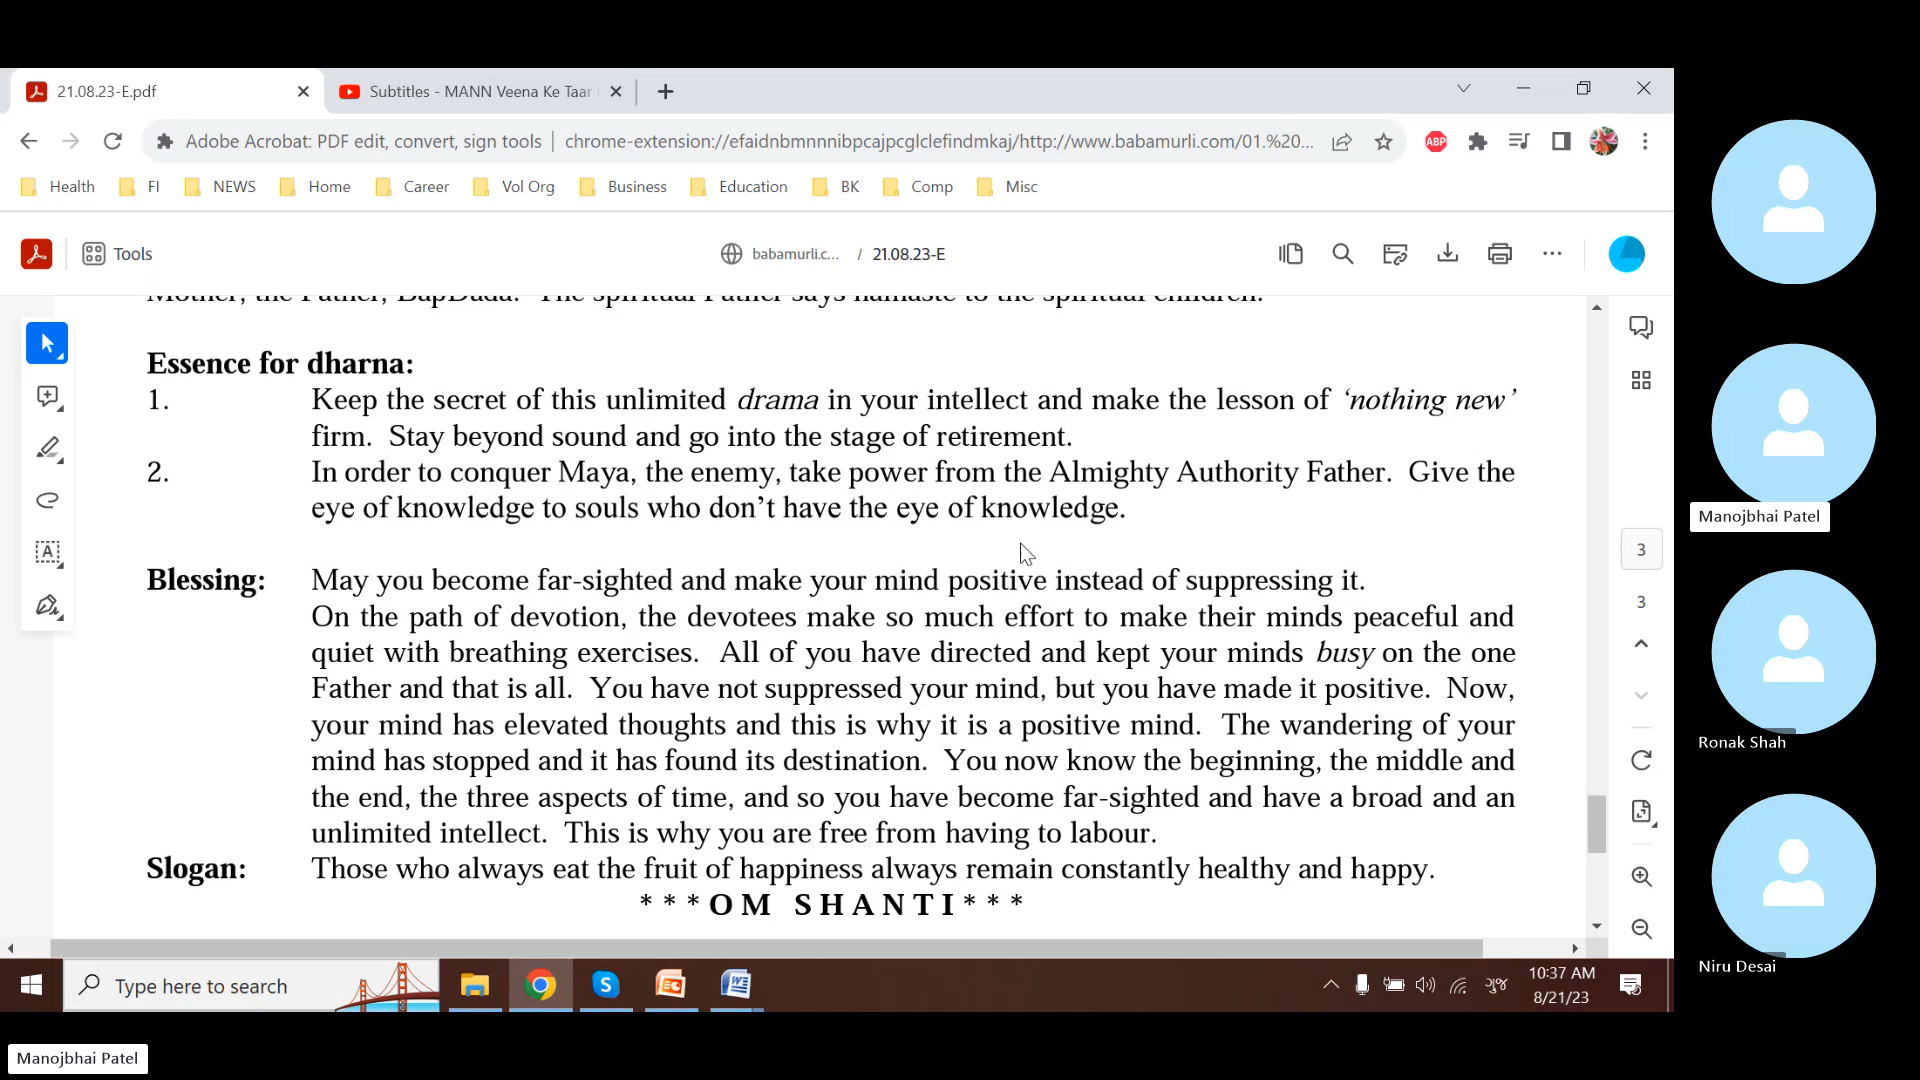 21.08.23-E.pdf
Subtitles - MANN Veena Ke Taar
Adobe Acrobat: PDF edit, convert, sign tools
chrome-extension://efaidnbmnnnibpcajpcglclefindmkaj/http://www.babamurli.com/01.%20...
ABP
Health
FI
NEWS
Home
Career
Vol Org
Business
Education
BK
Comp
Misc
Tools
babamurli.c... / 21.08.23-E
Mother, the Father, BapDada. The spiritual Father says namaste to the spiritual children.
Essence for dharna:
1. Keep the secret of this unlimited drama in your intellect and make the lesson of ‘nothing new’
firm. Stay beyond sound and go into the stage of retirement.
2. In order to conquer Maya, the enemy, take power from the Almighty Authority Father. Give the
eye of knowledge to souls who don’t have the eye of knowledge.
Blessing: May you become far-sighted and make your mind positive instead of suppressing it.
On the path of devotion, the devotees make so much effort to make their minds peaceful and
quiet with breathing exercises. All of you have directed and kept your minds busy on the one
Father and that is all. You have not suppressed your mind, but you have made it positive. Now,
your mind has elevated thoughts and this is why it is a positive mind. The wandering of your
mind has stopped and it has found its destination. You now know the beginning, the middle and
the end, the three aspects of time, and so you have become far-sighted and have a broad and an
unlimited intellect. This is why you are free from having to labour.
Slogan: Those who always eat the fruit of happiness always remain constantly healthy and happy.
* * * O M S H A N T I * * *
3
3
Type here to search
ગુજ
10:37 AM
8/21/23
Manojbhai Patel
Ronak Shah
Niru Desai
Manojbhai Patel